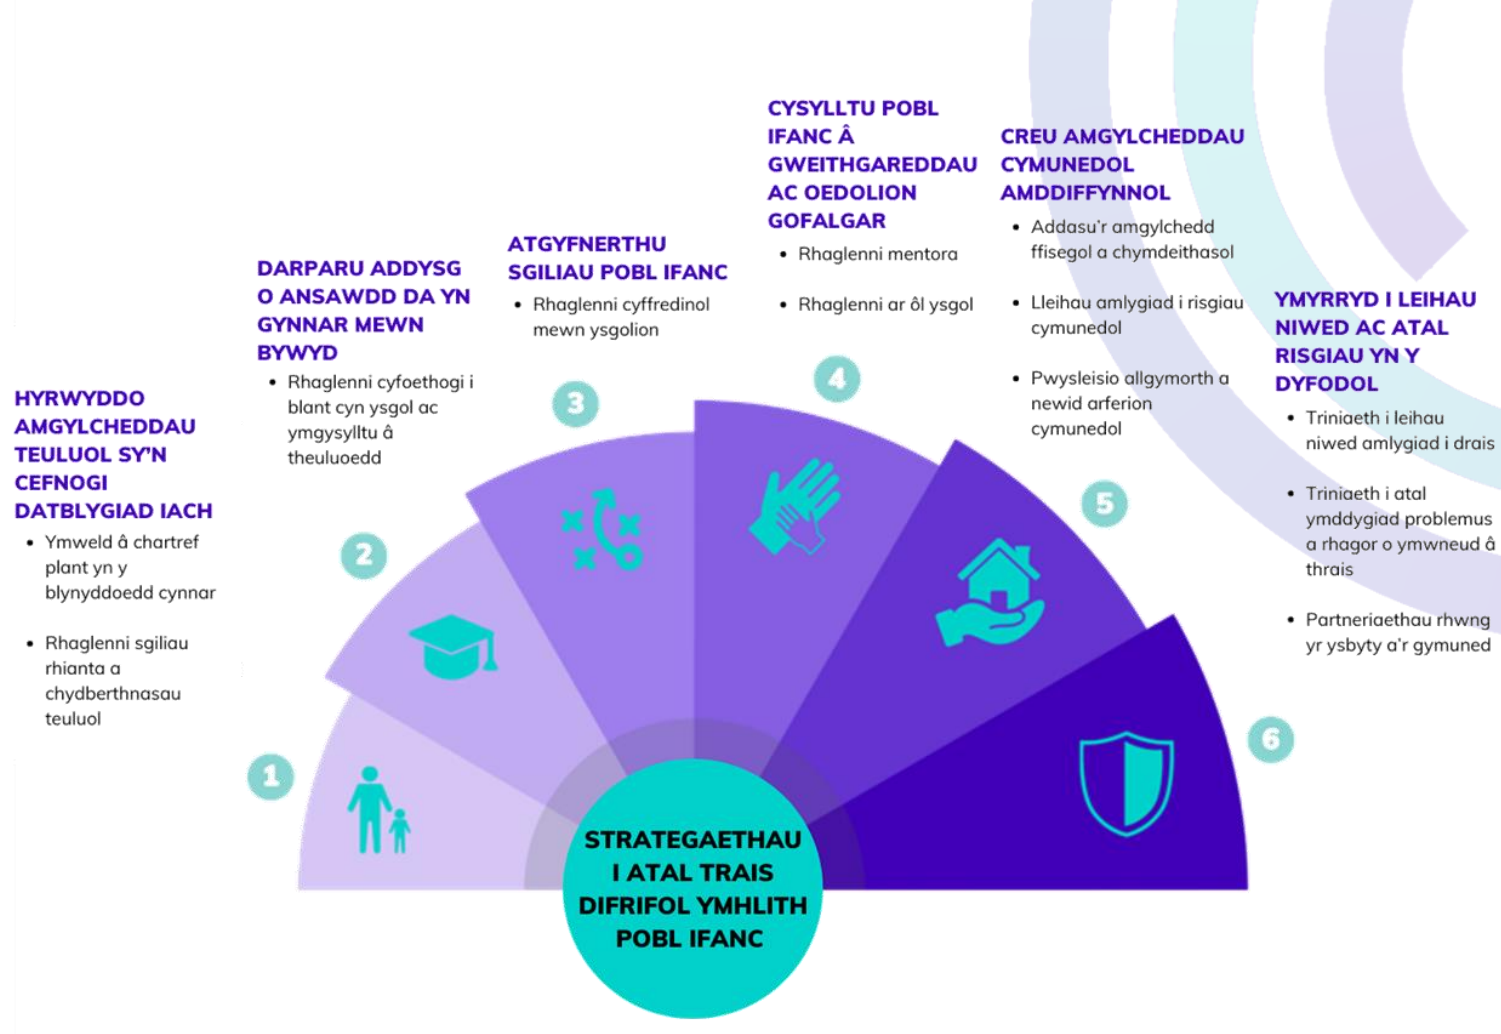 HYRWYDDO
AMGYLCHEDDAU
TEULUOL SY'N
CEFNOGI
DATBLYGIAD IACH
• Ymweld â chartref
plant yn y
blynyddoedd cynnar
• Rhaglenni sgiliau
rhianta a
chydberthnasau
teuluol
1
DARPARU ADDYSG
O ANSAWDD DA YN
GYNNAR MEWN
BYWYD
• Rhaglenni cyfoethogi i
blant cyn ysgol ac
ymgysylltu â
theuluoedd
2
ATGYFNERTHU
SGILIAU POBL IFANC
• Rhaglenni cyffredinol
mewn ysgolion
3
CYSYLLTU POBL
IFANC Â
GWEITHGAREDDAU
AC OEDOLION
GOFALGAR
• Rhaglenni mentora
• Rhaglenni ar ôl ysgol
4
CREU AMGYLCHEDDAU
CYMUNEDOL
AMDDIFFYNNOL
• Addasu'r amgylchedd
ffisegol a chymdeithasol
• Lleihau amlygiad i risgiau
cymunedol
• Pwysleisio allgymorth a
newid arferion
cymunedol
5
YMYRRYD I LEIHAU
NIWED AC ATAL
RISGIAU YN Y
DYFODOL
• Triniaeth i leihau
niwed amlygiad i drais
• Triniaeth i atal
ymddygiad problemus
a rhagor o ymwneud â
thrais
• Partneriaethau rhwng
yr ysbyty a'r gymuned
6
STRATEGAETHAU
I ATAL TRAIS
DIFRIFOL YMHLITH
POBL IFANC